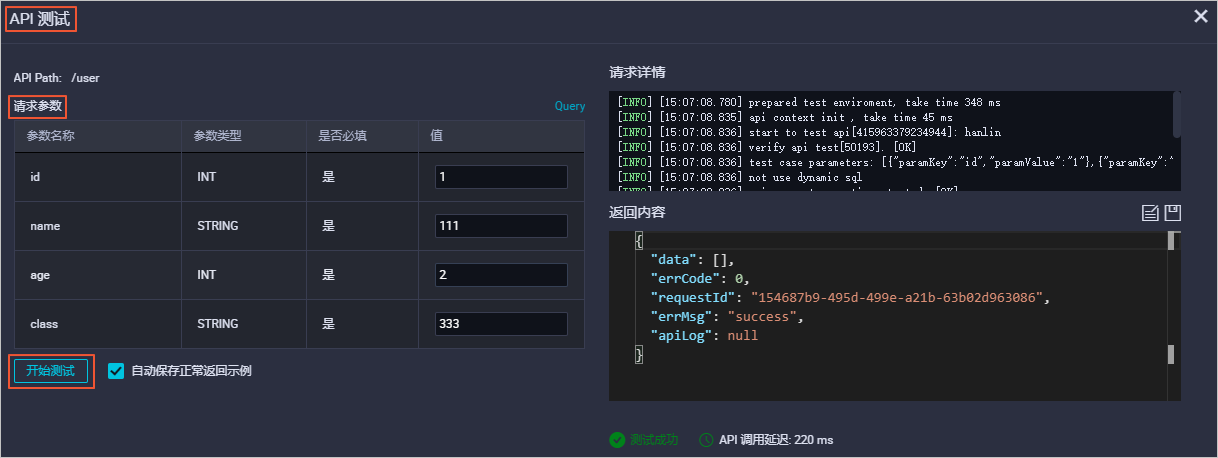 API 测试
API Path: /user
请求参数 Query
参数名称 参数类型 是否必填 值
id INT 是 1
name STRING 是 111
age INT 是 2
class STRING 是 333
开始测试 自动保存正常返回示例
请求详情
[INFO] [15:07:08.780] prepared test enviroment, take time 348 ms
[INFO] [15:07:08.835] api context init , take time 45 ms
[INFO] [15:07:08.836] start to test api[415963379234944]: hanlin
[INFO] [15:07:08.836] verify api test[50193]. [OK]
[INFO] [15:07:08.836] test case parameters: [{"paramKey":"id","paramValue":"1"},{"paramKey":"
[INFO] [15:07:08.836] not use dynamic sql
返回内容
{
"data": [],
"errCode": 0,
"requestId": "154687b9-495d-499e-a21b-63b02d963086",
"errMsg": "success",
"apiLog": null
}
测试成功 API 调用延迟: 220 ms